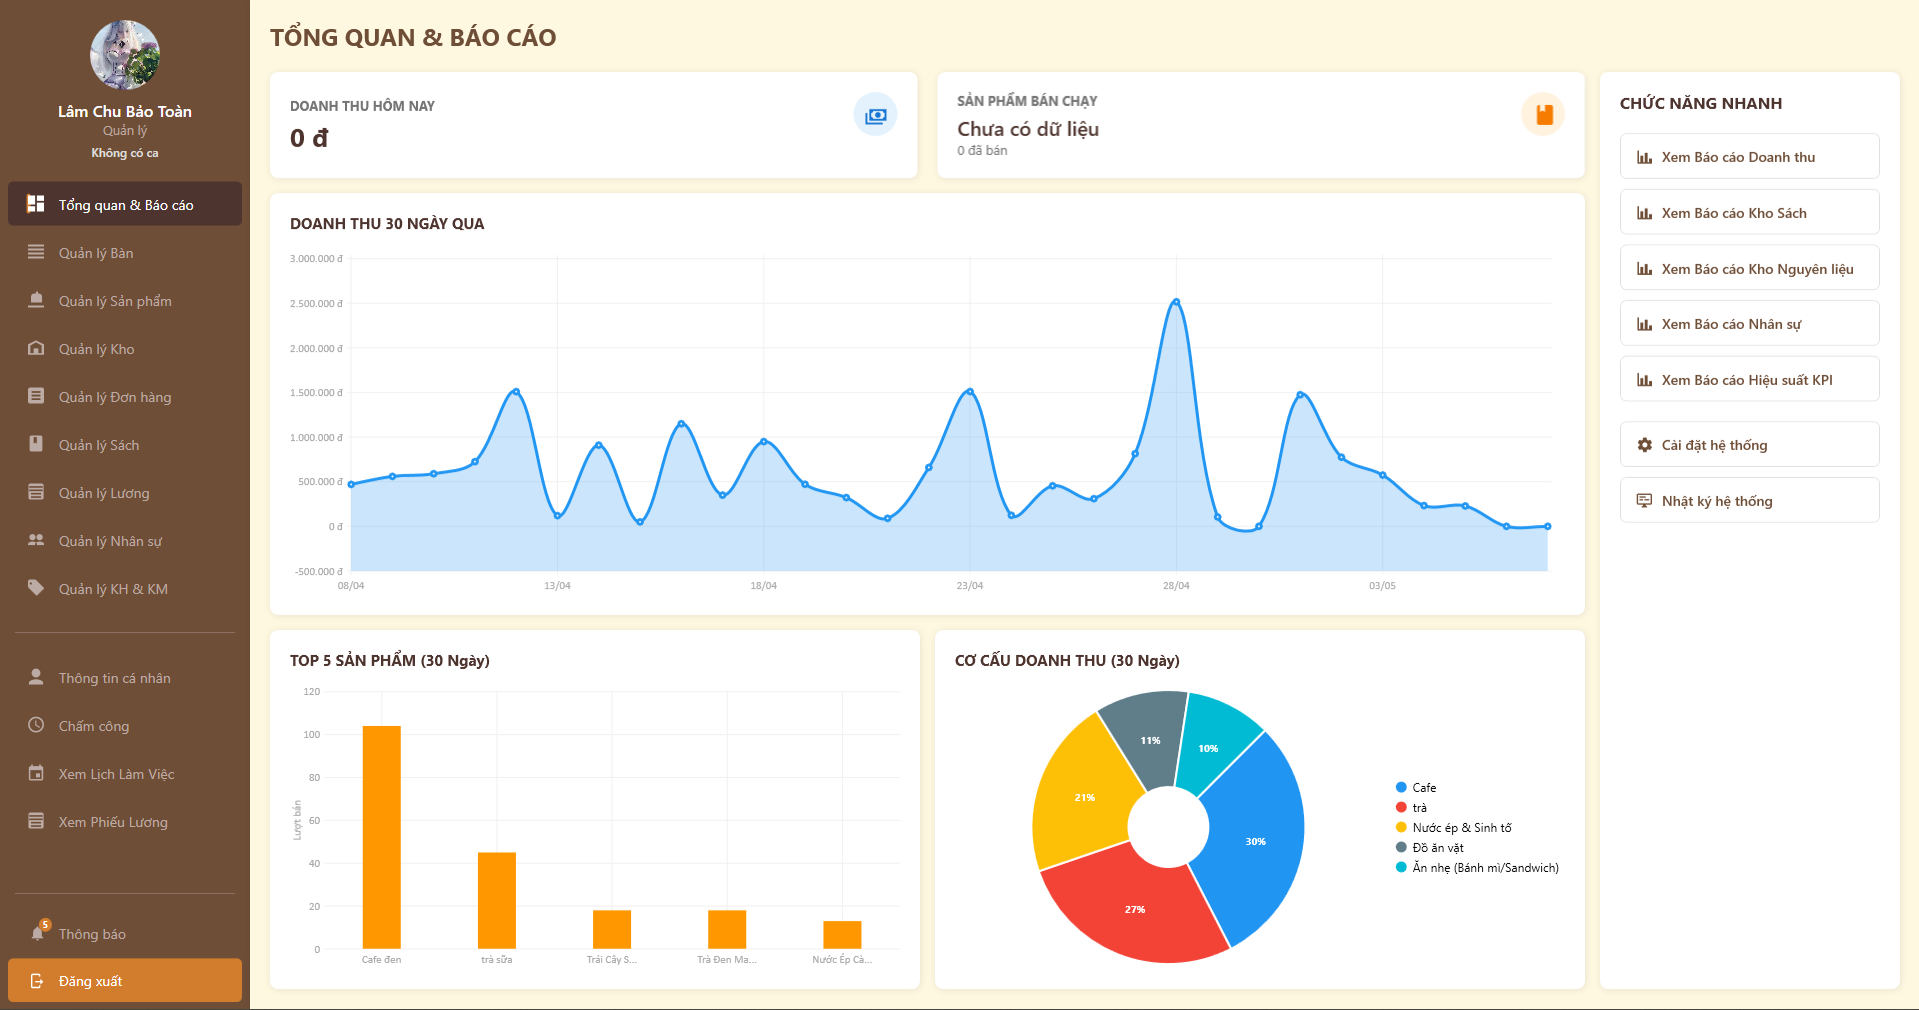 Lâm Chu Bảo Toàn
Quản lý
Không có ca
Tổng quan & Báo cáo
Quản lý Bàn
Quản lý Sản phẩm
Quản lý Kho
Quản lý Đơn hàng
Quản lý Sách
Quản lý Lương
Quản lý Nhân sự
Quản lý KH & KM
Thông tin cá nhân
Chấm công
Xem Lịch Làm Việc
Xem Phiếu Lương
5
Thông báo
Đăng xuất
TỔNG QUAN & BÁO CÁO
DOANH THU HÔM NAY
0 đ
SẢN PHẨM BÁN CHẠY
Chưa có dữ liệu
0 đã bán
DOANH THU 30 NGÀY QUA
3.000.000 đ
2.500.000 đ
2.000.000 đ
1.500.000 đ
1.000.000 đ
500.000 đ
0 đ
-500.000 đ
08/04
13/04
18/04
23/04
28/04
03/05
TOP 5 SẢN PHẨM (30 Ngày)
Lượt bán
120
100
80
60
40
20
0
Cafe đen
trà sữa
Trái Cây S...
Trà Đen Ma...
Nước Ép Cà...
CƠ CẤU DOANH THU (30 Ngày)
11%
10%
21%
30%
27%
Cafe
trà
Nước ép & Sinh tố
Đồ ăn vặt
Ăn nhẹ (Bánh mì/Sandwich)
CHỨC NĂNG NHANH
Xem Báo cáo Doanh thu
Xem Báo cáo Kho Sách
Xem Báo cáo Kho Nguyên liệu
Xem Báo cáo Nhân sự
Xem Báo cáo Hiệu suất KPI
Cài đặt hệ thống
Nhật ký hệ thống